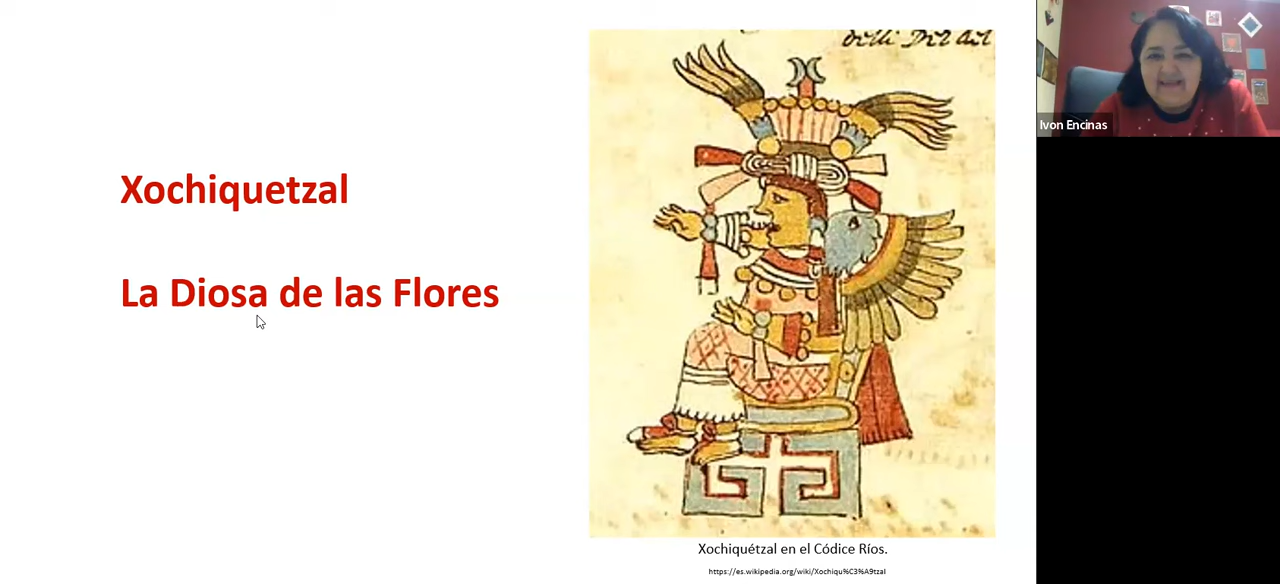 Xochiquetzal
La Diosa de las Flores
Xochiquétzal en el Códice Ríos.
https://es.wikipedia.org/wiki/Xochiqu%C3%A9tzal
Ivon Encinas